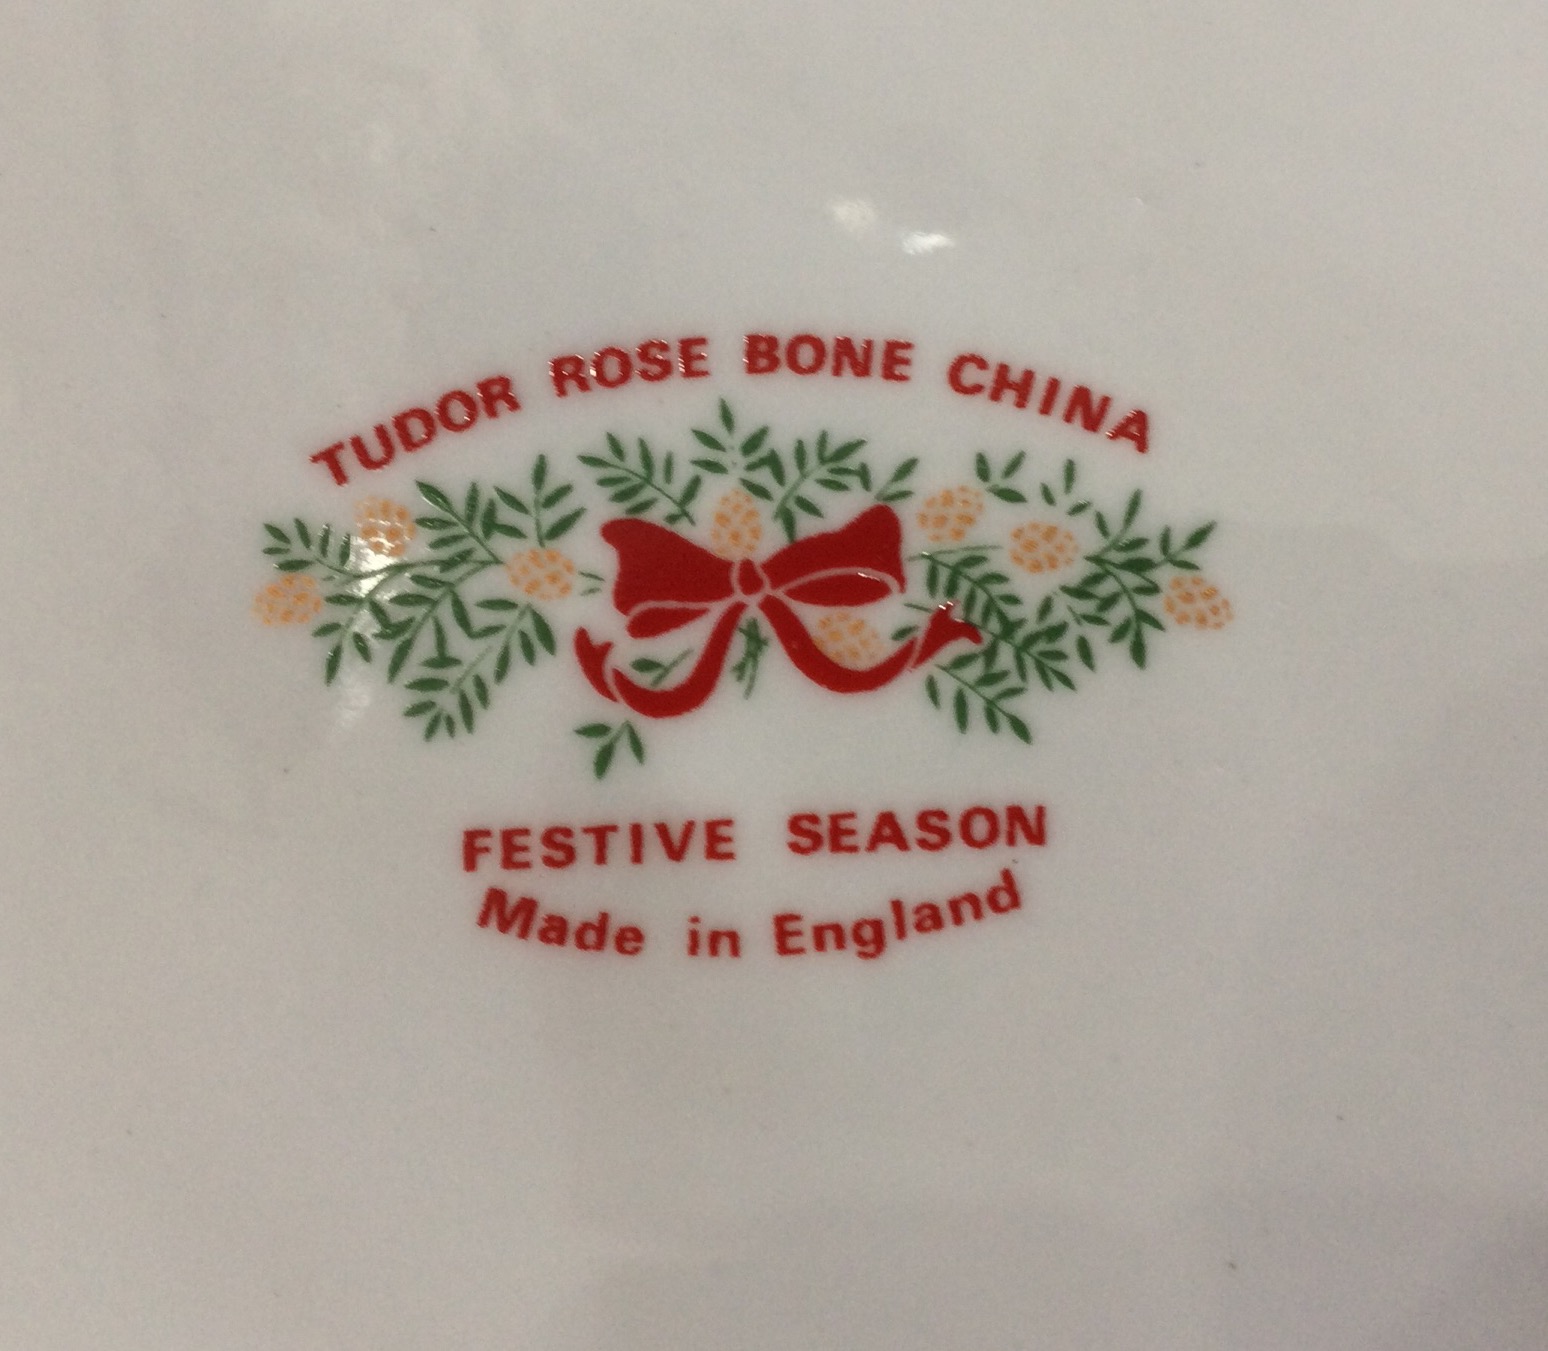 TUDOR ROSE BONE CHINA
FESTIVE SEASON
Made in England